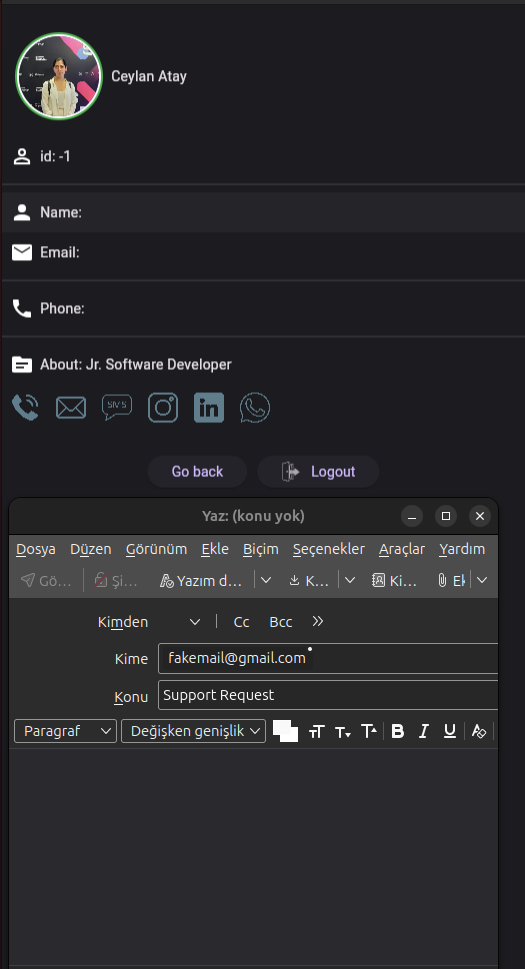 Ceylan Atay
id: -1
Name:
Email:
Phone:
About: Jr. Software Developer
SMS
in
Go back
Logout
Yaz: (konu yok)
Dosya Düzen Görünüm Ekle Biçim Seçenekler Araçlar Yardım
Gö… Şi… Yazım d… K… Ki… Ek
Kimden Cc Bcc
Kime fakemail@gmail.com
Konu Support Request
Paragraf Değişken genişlik B I U